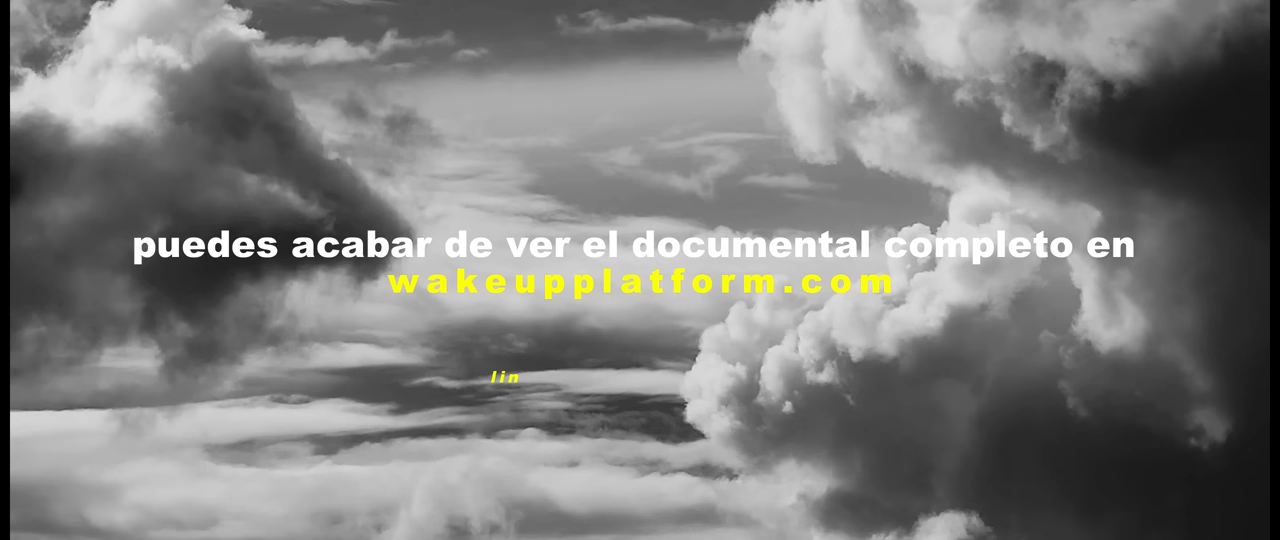 puedes acabar de ver el documental completo en
wakeupplatform.com
lin